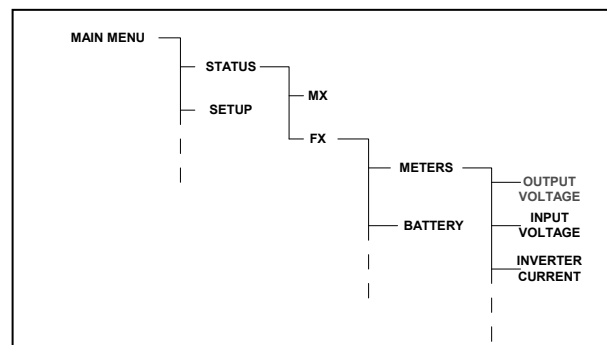 MAIN MENU
STATUS
SETUP
MX
FX
METERS
BATTERY
OUTPUT
VOLTAGE
INPUT
VOLTAGE
INVERTER
CURRENT